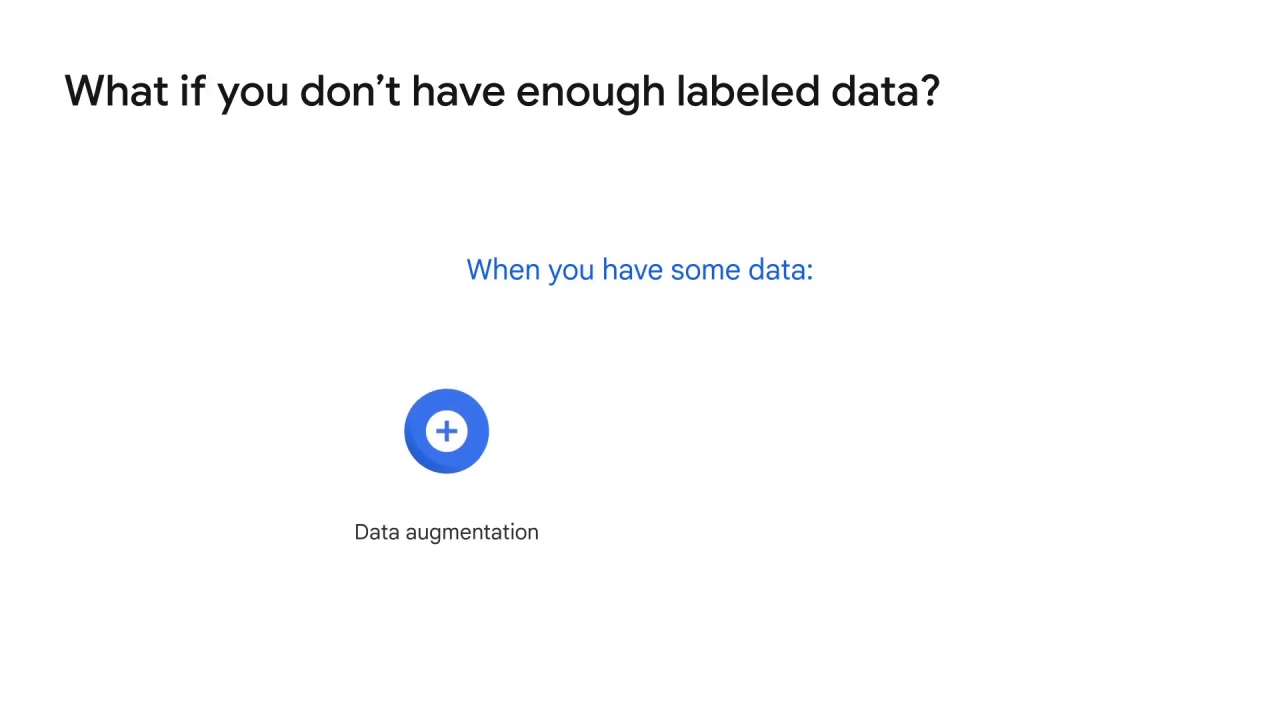 What if you don’t have enough labeled data?
When you have some data:
Data augmentation